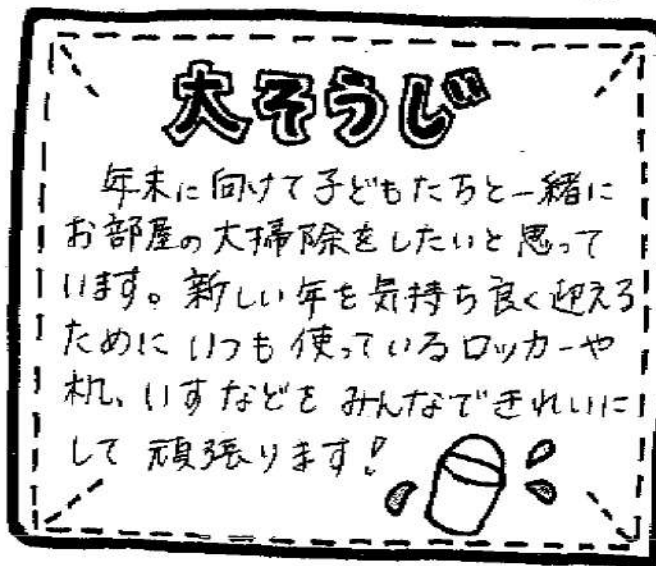 大そうじ
年末に向けて子どもたちと一緒に
お部屋の大掃除をしたいと思って
います。新しい年を気持ち良く迎える
ためにいつも使っているロッカーや
机、いすなどをみんなできれいに
して頑張ります!